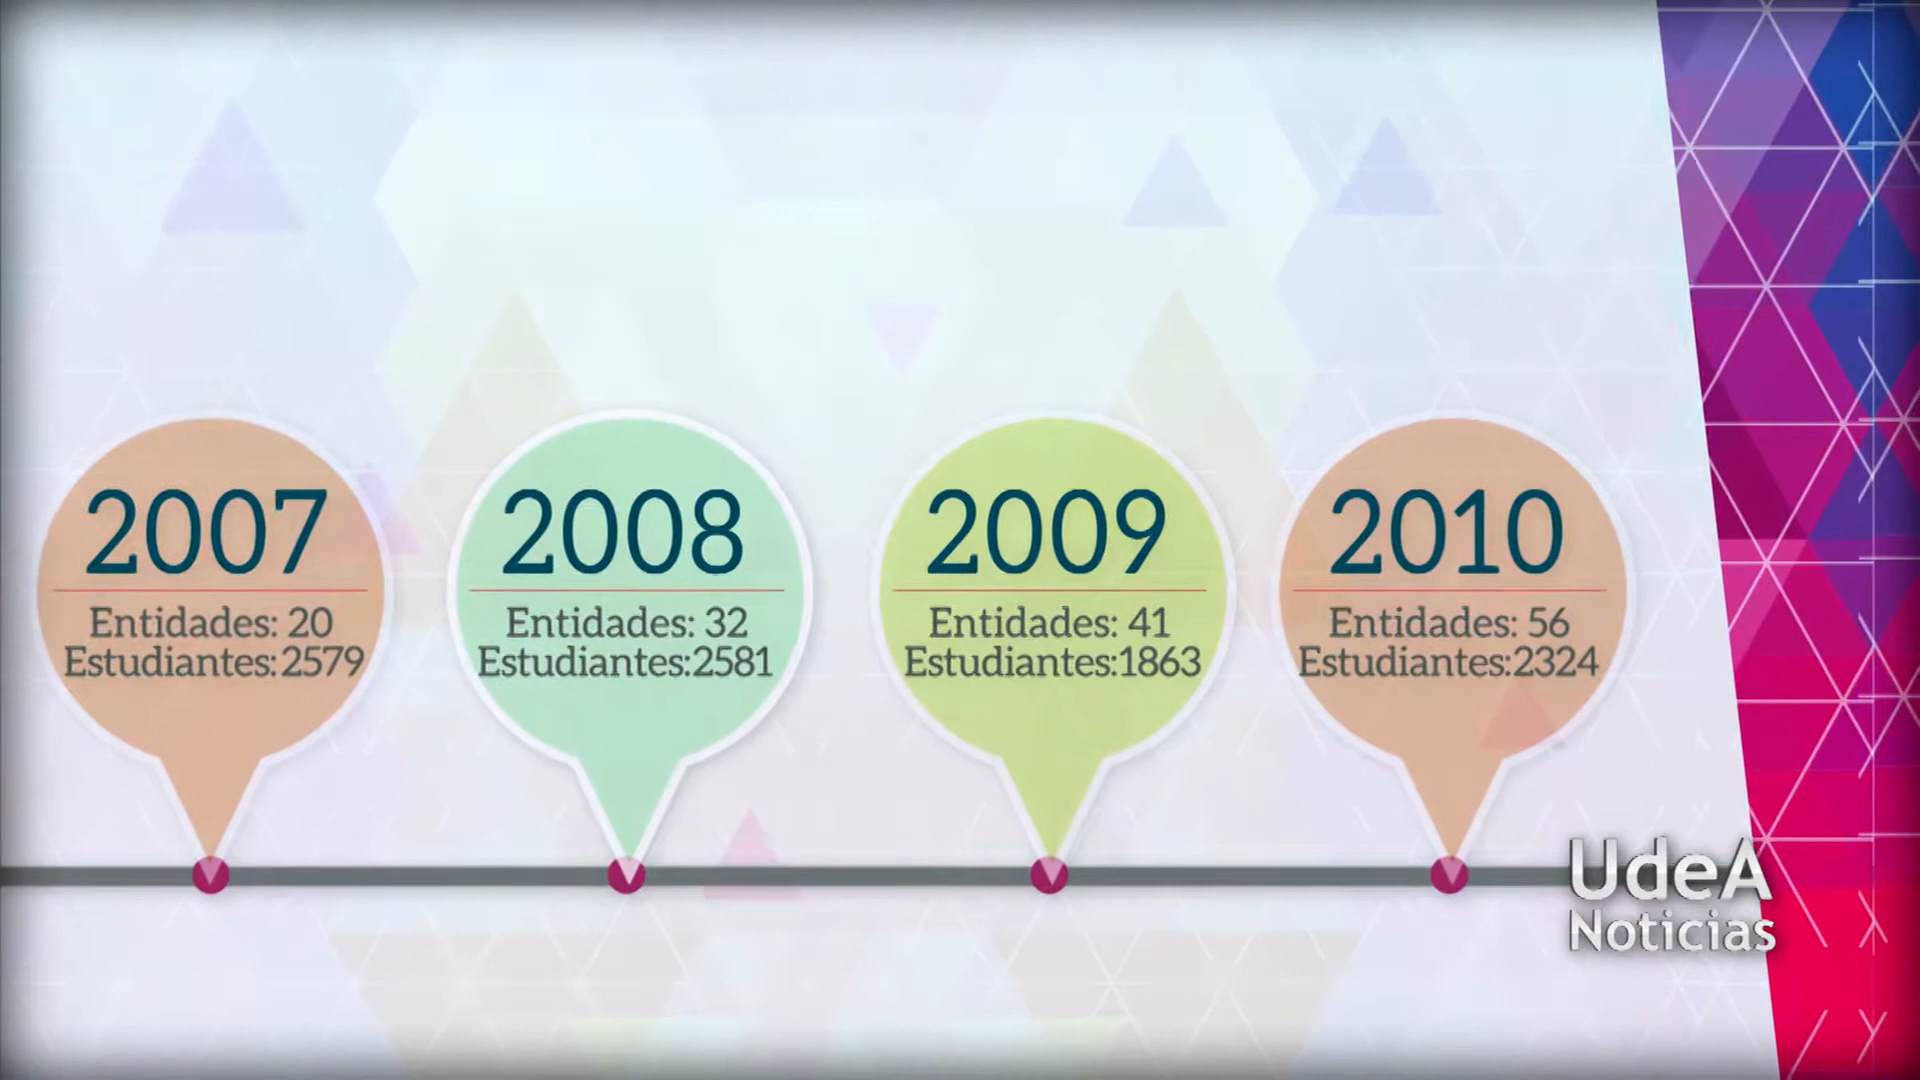 2007
Entidades: 20
Estudiantes:2579
2008
Entidades: 32
Estudiantes:2581
2009
Entidades: 41
Estudiantes:1863
2010
Entidades: 56
Estudiantes:2324
UdeA
Noticias